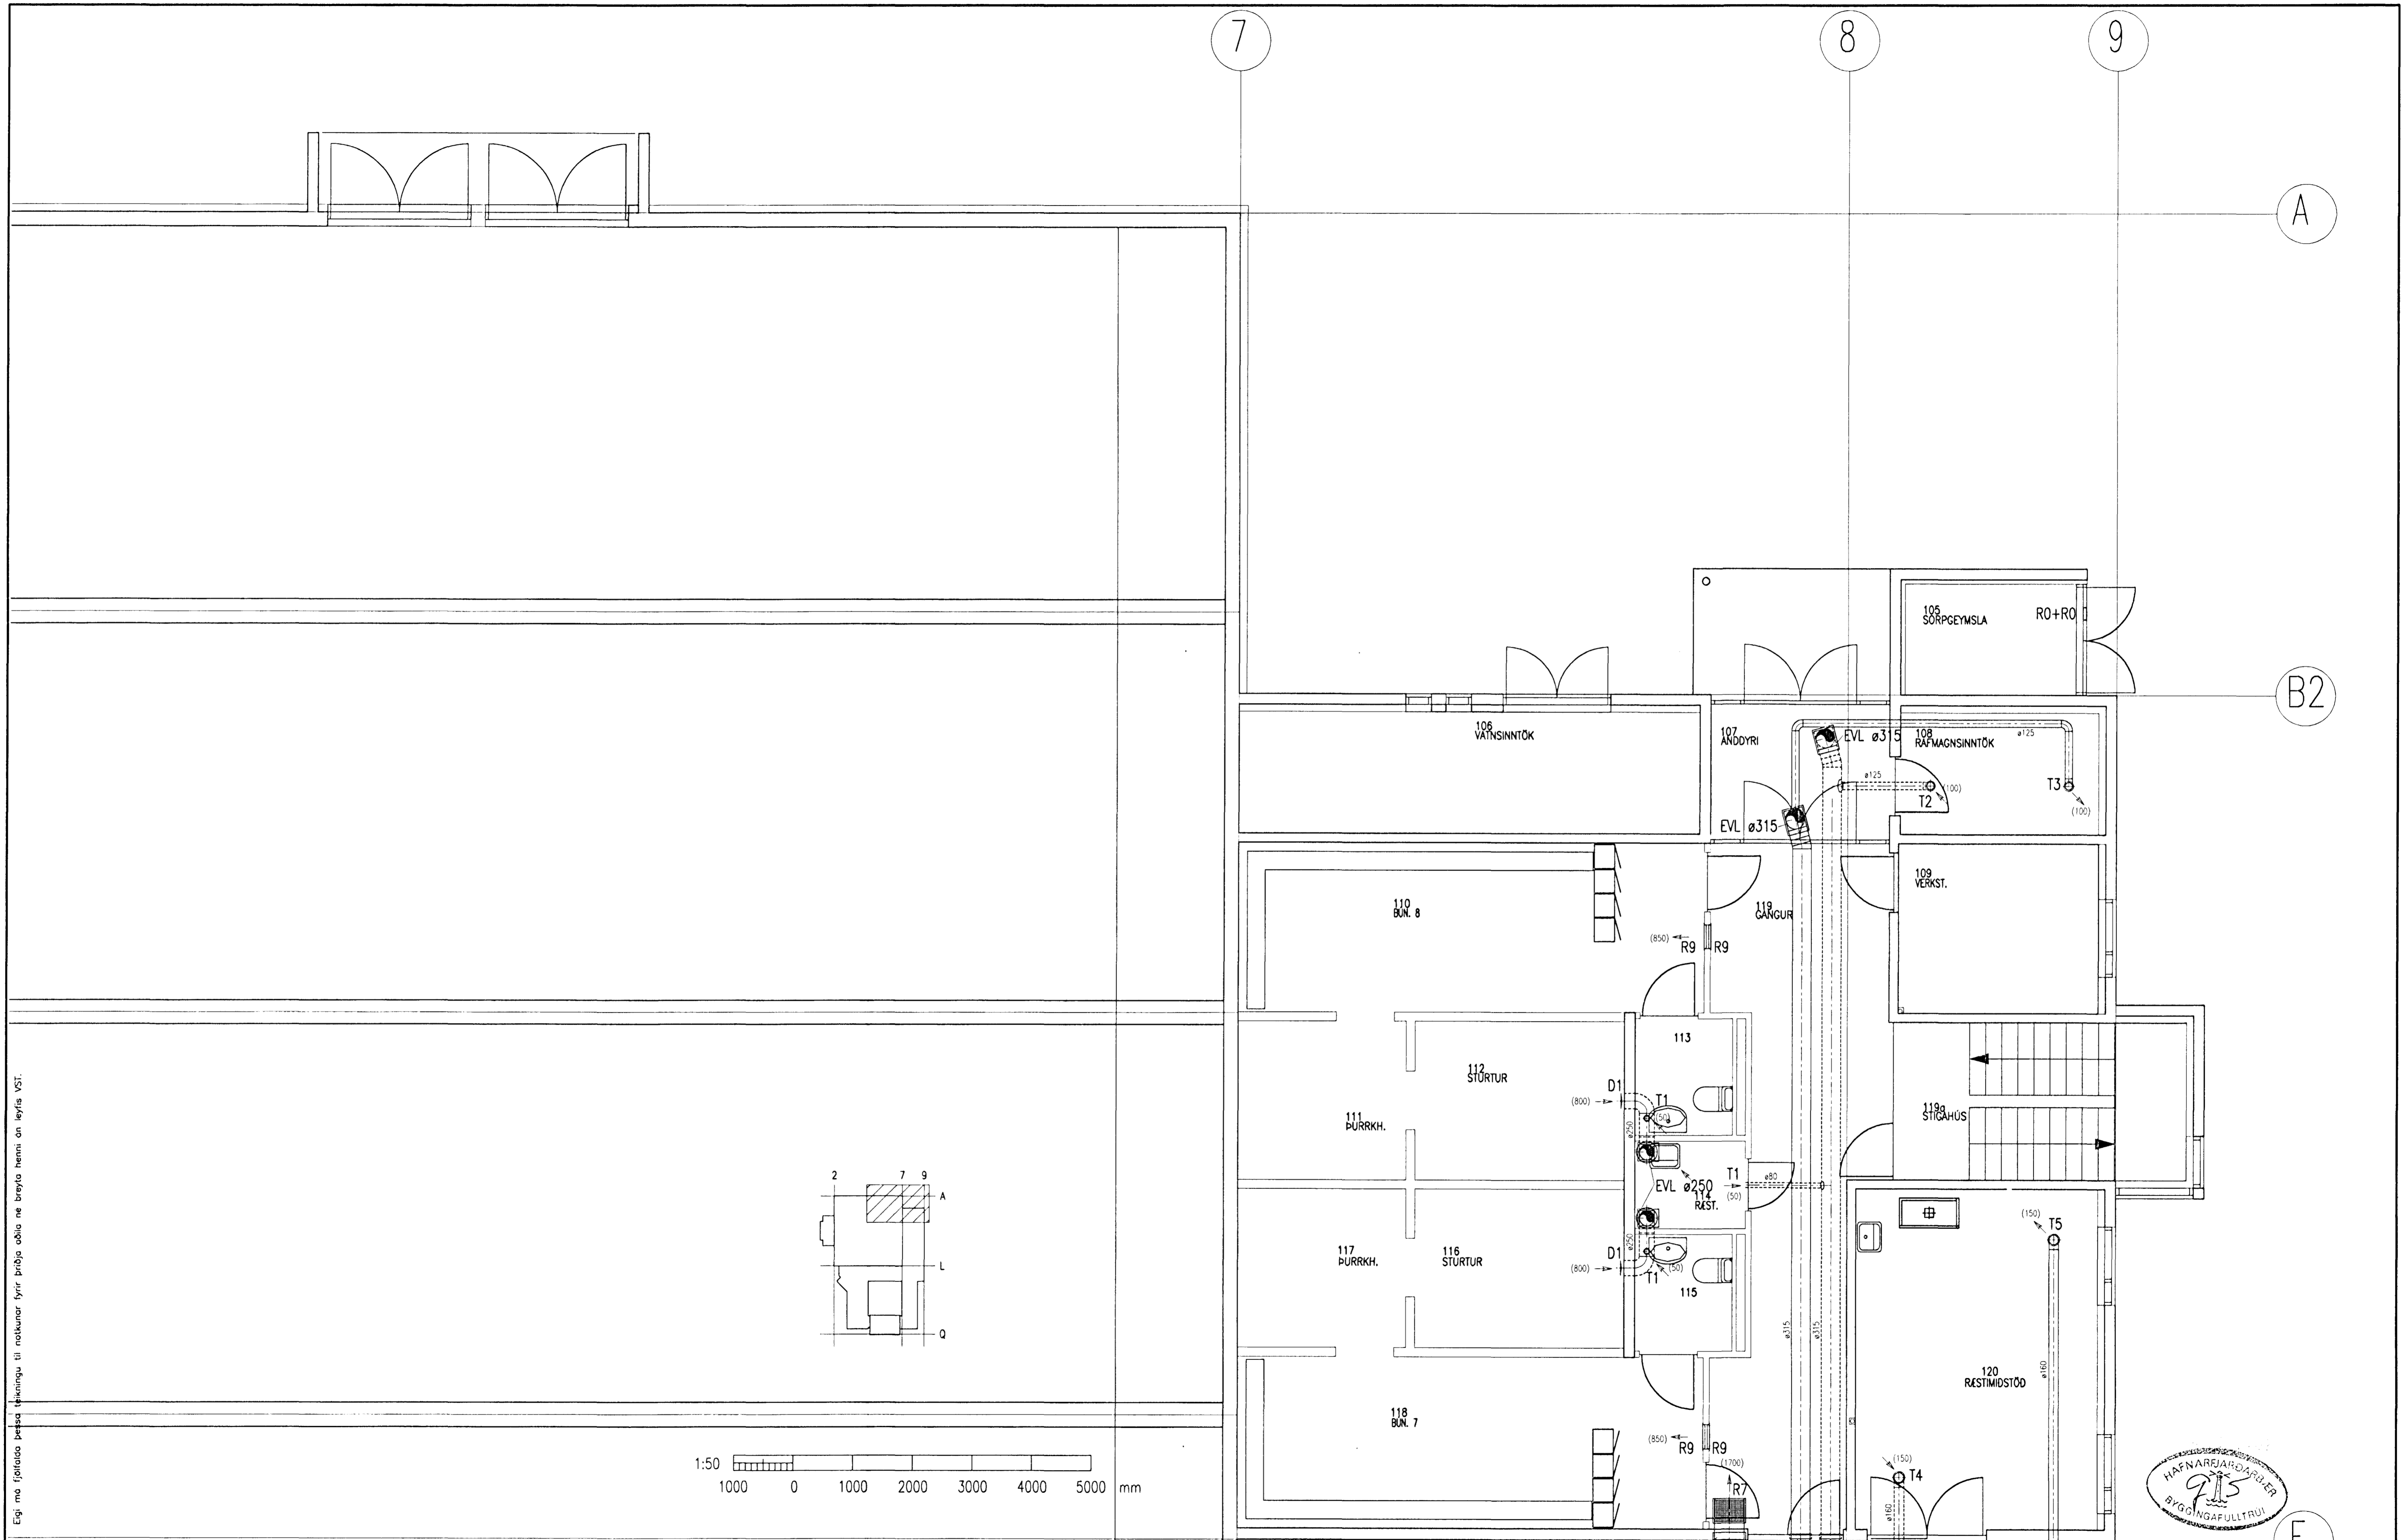 7
8
9
A
105
SORPGEYMSLA
R0+R0
B2
106
VATNSINNTÖK
107
ANDDYRI
EVL ø315
108
RAFMAGNSINNTÖK
ø125
ø125
(100)
T2
T3
(100)
EVL ø315
109
VERKST.
110
BÚN. 8
119
GANGUR
(850)
R9
R9
113
112
STURTUR
D1
(800)
T1
(50)
ø250
111
ÞURRKH.
119a
STIGAHÚS
EVL ø250
T1
(50)
ø80
114
RÆST.
117
ÞURRKH.
116
STURTUR
ø250
D1
(800)
T1
(50)
115
(150)
T5
ø315
ø315
ø160
120
RÆSTIMIDSTÖÐ
118
BÚN. 7
(850)
R9
R9
(1700)
R7
(150)
T4
ø160
2
7
9
A
L
Q
1:50
1000
0
1000
2000
3000
4000
5000
mm
Eigi má fjölfalda þessa teikningu til notkunar fyrir þriðja aðila né breyta henni án leyfis VST.
HAFNARFJARÐARBÆR
BYGGINGAFULLTRÚI